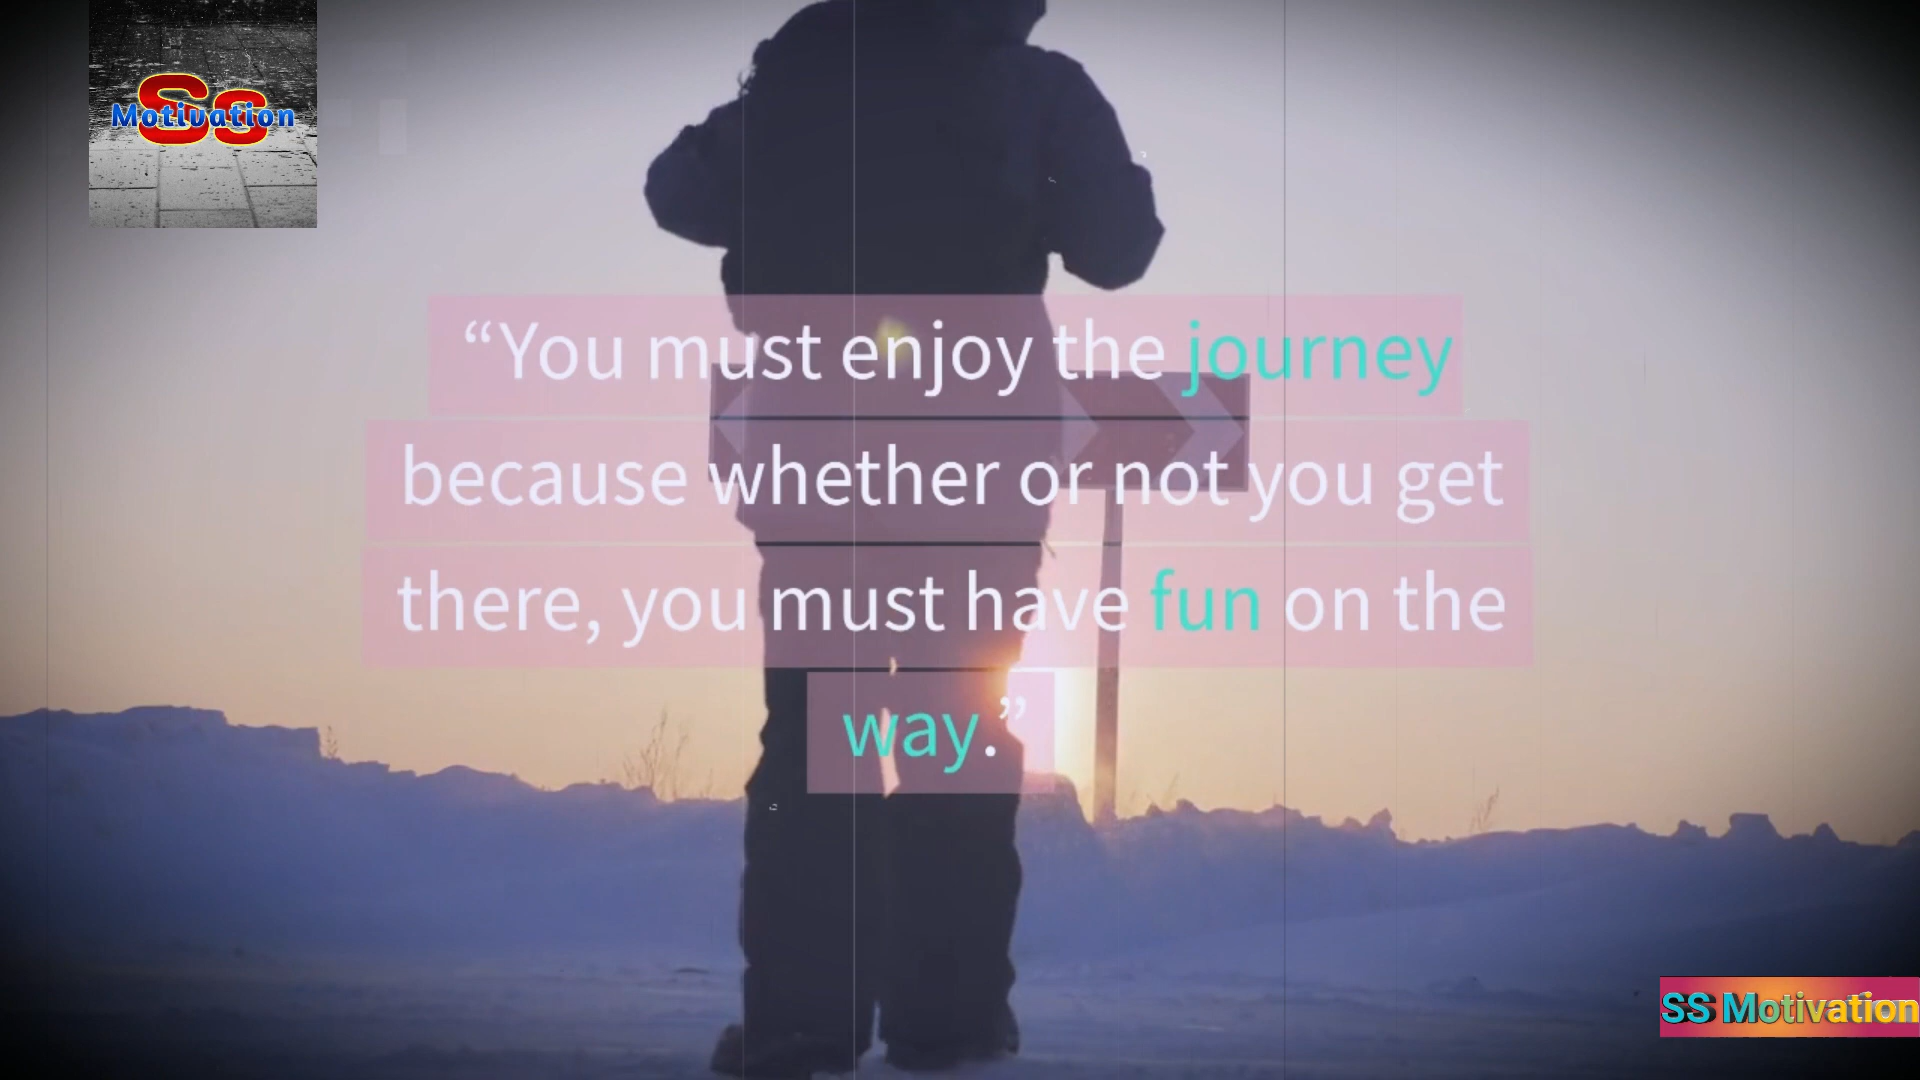 Ss
Motivation
“You must enjoy the journey
because whether or not you get
there, you must have fun on the
way.”
SS Motivation